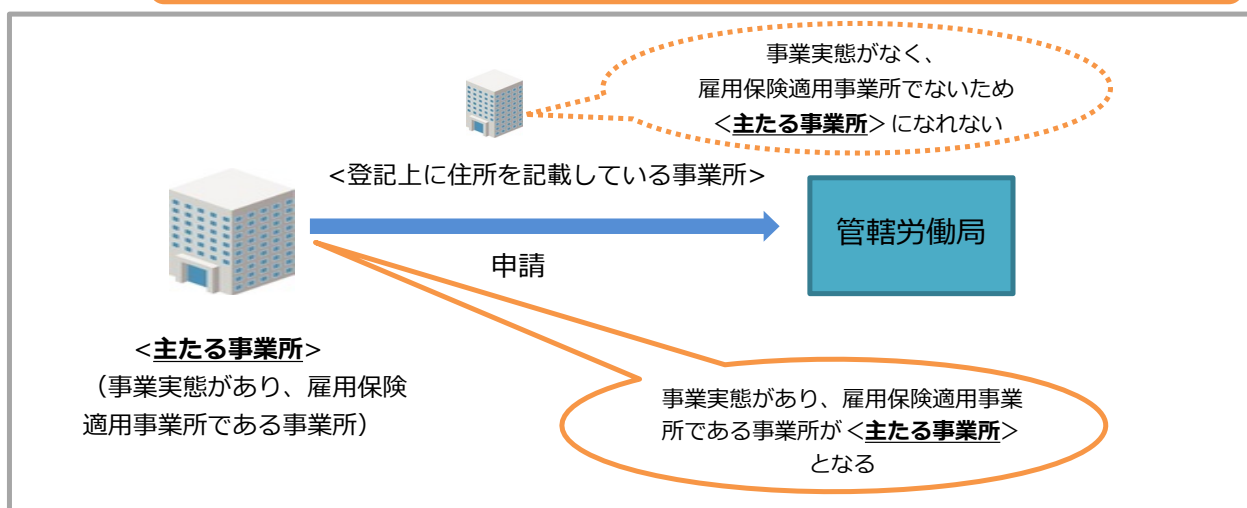 事業実態がなく、
雇用保険適用事業所でないため
<主たる事業所>になれない
<登記上に住所を記載している事業所>
管轄労働局
申請
<主たる事業所>
（事業実態があり、雇用保険
適用事業所である事業所）
事業実態があり、雇用保険適用事業
所である事業所が<主たる事業所>
となる